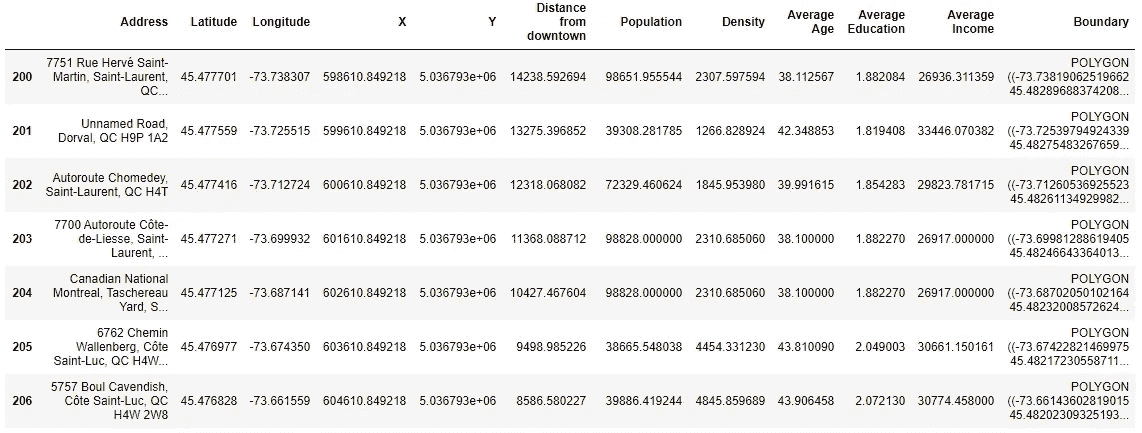 Address Latitude Longitude X Y Distance from downtown Population Density Average Age Average Education Average Income Boundary
200 7751 Rue Hervé Saint-Martin, Saint-Laurent, QC... 45.477701 -73.738307 598610.849218 5.036793e+06 14238.592694 98651.955544 2307.597594 38.112567 1.882084 26936.311359 POLYGON ((-73.73819062519662 45.48289688374208...
201 Unnamed Road, Dorval, QC H9P 1A2 45.477559 -73.725515 599610.849218 5.036793e+06 13275.396852 39308.281785 1266.828924 42.348853 1.819408 33446.070382 POLYGON ((-73.72539794924339 45.48275483267659...
202 Autoroute Chomedey, Saint-Laurent, QC H4T 45.477416 -73.712724 600610.849218 5.036793e+06 12318.068082 72329.460624 1845.953980 39.991615 1.854283 29823.781715 POLYGON ((-73.71260536925523 45.48261134929982...
203 7700 Autoroute Côte-de-Liesse, Saint-Laurent, ... 45.477271 -73.699932 601610.849218 5.036793e+06 11368.088712 98828.000000 2310.685060 38.100000 1.882270 26917.000000 POLYGON ((-73.69981288619405 45.48246643364013...
204 Canadian National Montreal, Taschereau Yard, S... 45.477125 -73.687141 602610.849218 5.036793e+06 10427.467604 98828.000000 2310.685060 38.100000 1.882270 26917.000000 POLYGON ((-73.68702050102164 45.48232008572624...
205 6762 Chemin Wallenberg, Côte Saint-Luc, QC H4W... 45.476977 -73.674350 603610.849218 5.036793e+06 9498.985226 38665.548038 4454.331230 43.810090 2.049003 30661.150161 POLYGON ((-73.67422821469975 45.48217230558711...
206 5757 Boul Cavendish, Côte Saint-Luc, QC H4W 2W8 45.476828 -73.661559 604610.849218 5.036793e+06 8586.580227 39886.419244 4845.859689 43.906458 2.072130 30774.458000 POLYGON ((-73.66143602819015 45.48202309325193...